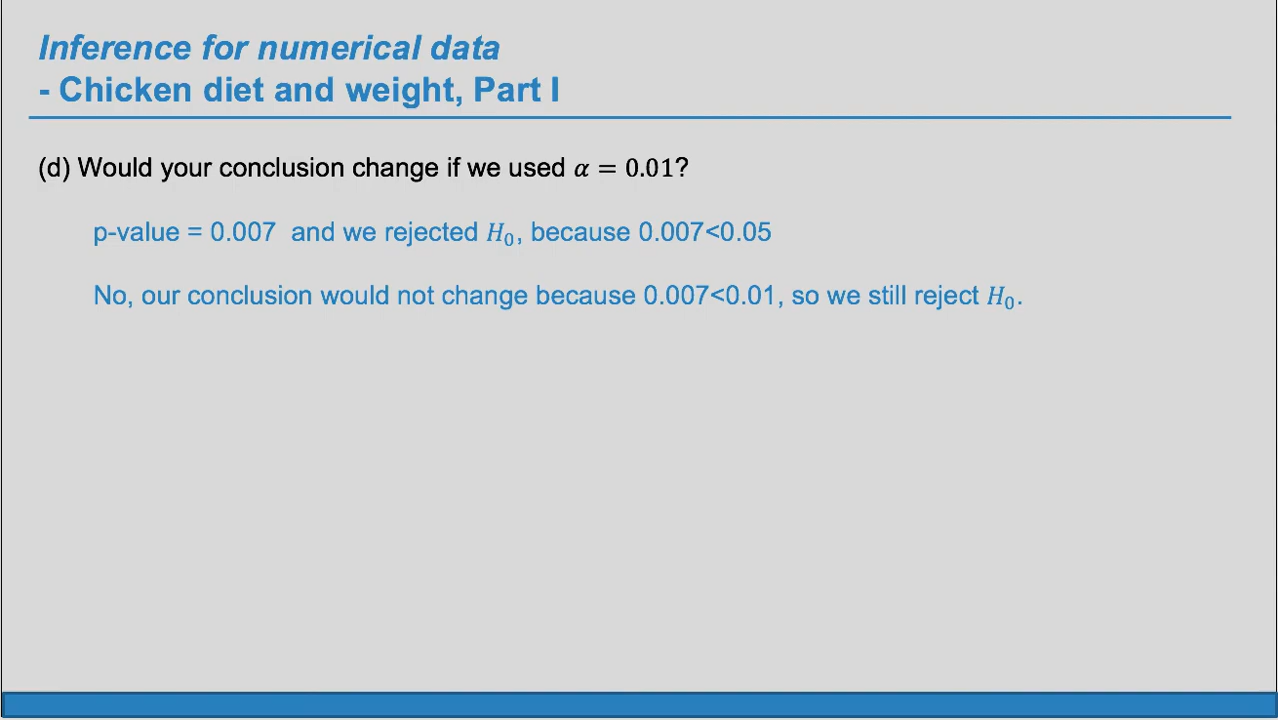 Inference for numerical data
- Chicken diet and weight, Part I
(d) Would your conclusion change if we used α = 0.01?
p-value = 0.007 and we rejected H₀, because 0.007<0.05
No, our conclusion would not change because 0.007<0.01, so we still reject H₀.